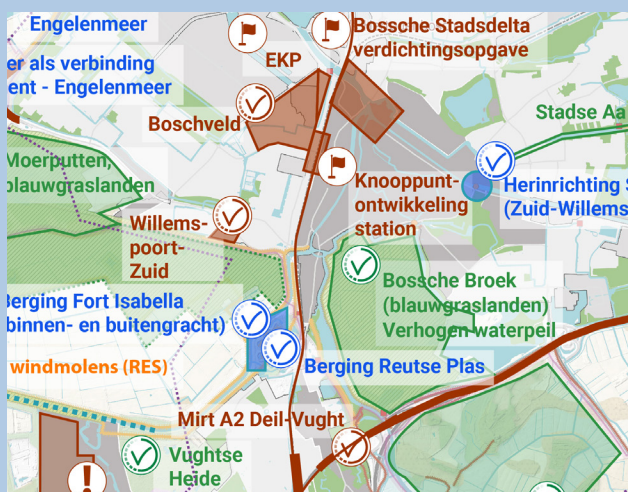 Engelenmeer
er als verbinding
ent - Engelenmeer
EKP
Bossche Stadsdelta
verdichtingsopgave
Boschveld
Stadse Aa
Moerputten,
blauwgraslanden
Knooppunt-
ontwikkeling
station
Herinrichting S
(Zuid-Willems
Willems-
poort-
Zuid
Bossche Broek
(blauwgraslanden)
Verhogen waterpeil
Berging Fort Isabella
binnen- en buitengracht)
windmolens (RES)
Berging Reutse Plas
Mirt A2 Deil-Vught
Vughtse
Heide
!